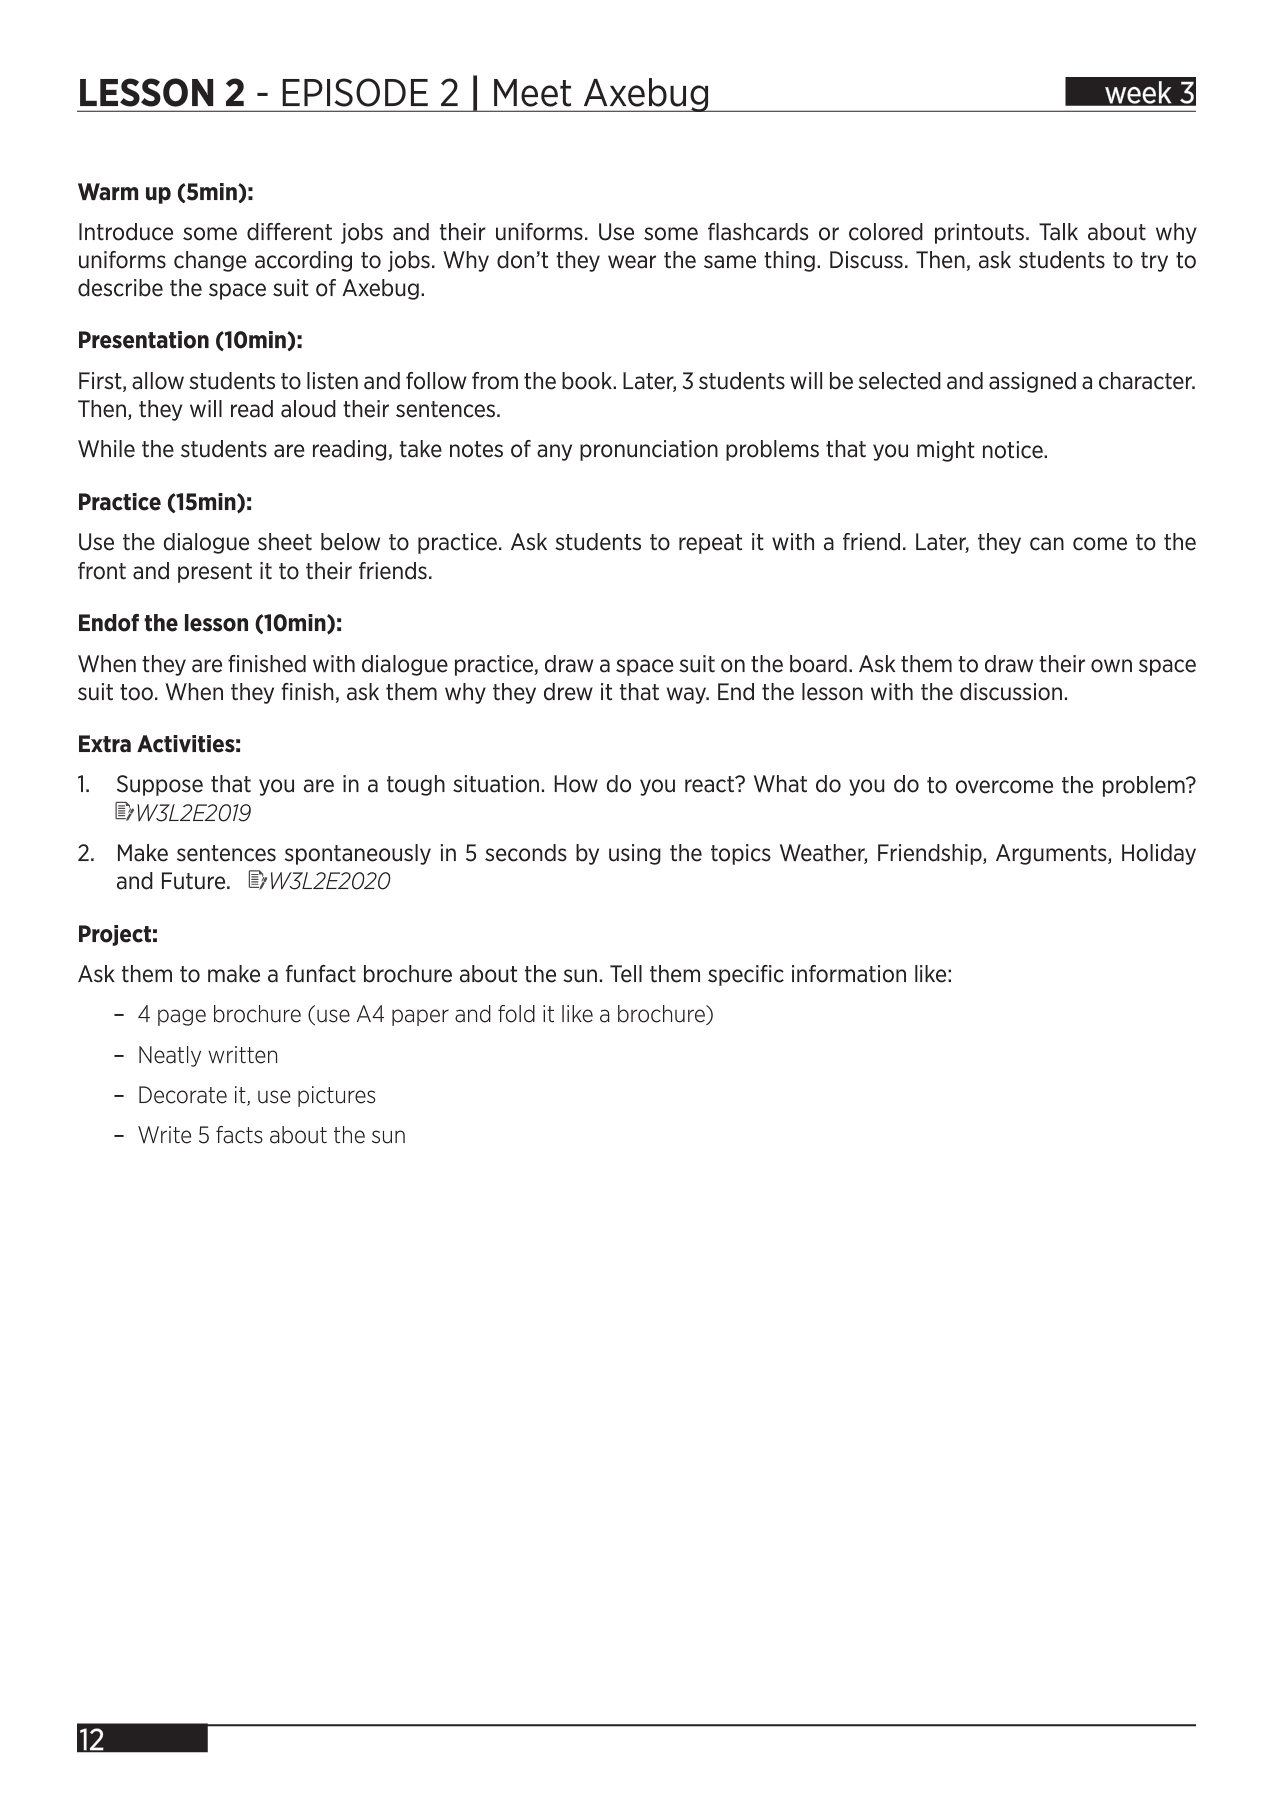 LESSON 2 - EPISODE 2 | Meet Axebug
week 3
Warm up (5min):
Introduce some different jobs and their uniforms. Use some flashcards or colored printouts. Talk about why
uniforms change according to jobs. Why don’t they wear the same thing. Discuss. Then, ask students to try to
describe the space suit of Axebug.
Presentation (10min):
First, allow students to listen and follow from the book. Later, 3 students will be selected and assigned a character.
Then, they will read aloud their sentences.
While the students are reading, take notes of any pronunciation problems that you might notice.
Practice (15min):
Use the dialogue sheet below to practice. Ask students to repeat it with a friend. Later, they can come to the
front and present it to their friends.
Endof the lesson (10min):
When they are finished with dialogue practice, draw a space suit on the board. Ask them to draw their own space
suit too. When they finish, ask them why they drew it that way. End the lesson with the discussion.
Extra Activities:
1. Suppose that you are in a tough situation. How do you react? What do you do to overcome the problem?
W3L2E2019
2. Make sentences spontaneously in 5 seconds by using the topics Weather, Friendship, Arguments, Holiday
and Future. W3L2E2020
Project:
Ask them to make a funfact brochure about the sun. Tell them specific information like:
– 4 page brochure (use A4 paper and fold it like a brochure)
– Neatly written
– Decorate it, use pictures
– Write 5 facts about the sun
12